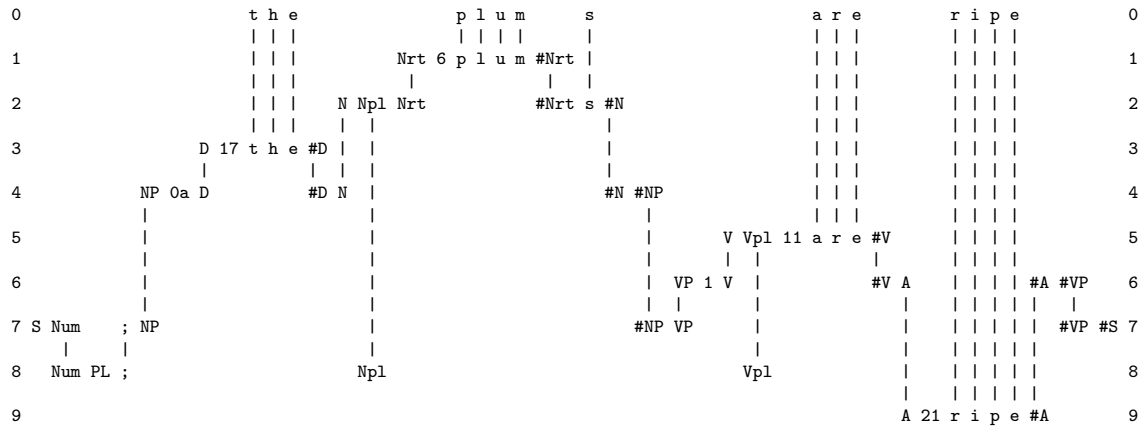 0 t h e p l u m s a r e r i p e 0
1 Nrt 6 p l u m #Nrt 1
2 N Npl Nrt #Nrt s #N 2
3 D 17 t h e #D 3
4 NP 0a D #D N #N #NP 4
5 V Vpl 11 a r e #V 5
6 VP 1 V #V A #A #VP 6
7 S Num ; NP #NP VP #VP #S 7
8 Num PL ; Npl Vpl 8
9 A 21 r i p e #A 9